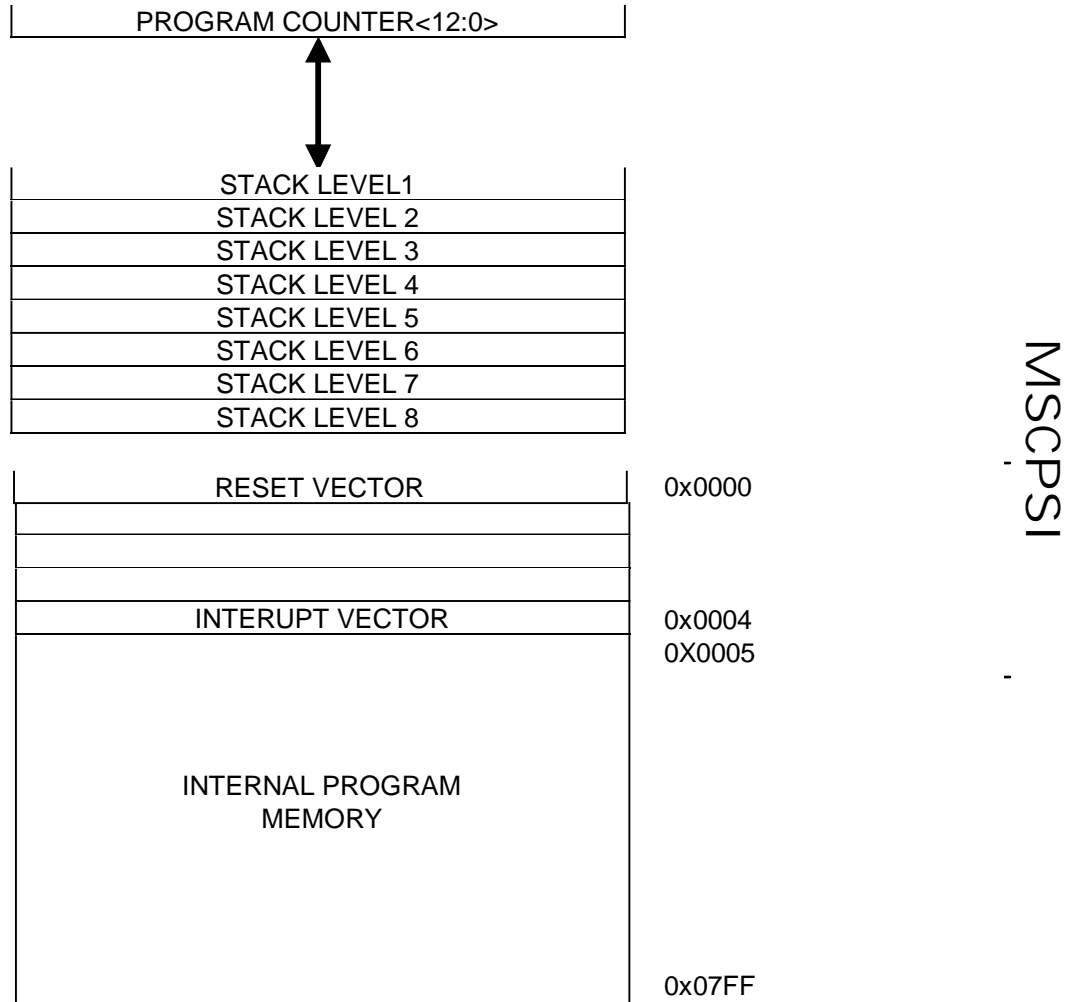 PROGRAM COUNTER<12:0>
STACK LEVEL1
STACK LEVEL 2
STACK LEVEL 3
STACK LEVEL 4
STACK LEVEL 5
STACK LEVEL 6
STACK LEVEL 7
STACK LEVEL 8
RESET VECTOR 0x0000
INTERUPT VECTOR 0x0004
0X0005
INTERNAL PROGRAM
MEMORY
0x07FF
MSCPSI